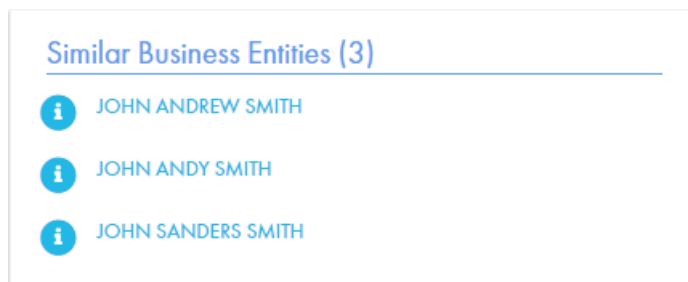 Similar Business Entities (3)
JOHN ANDREW SMITH
JOHN ANDY SMITH
JOHN SANDERS SMITH